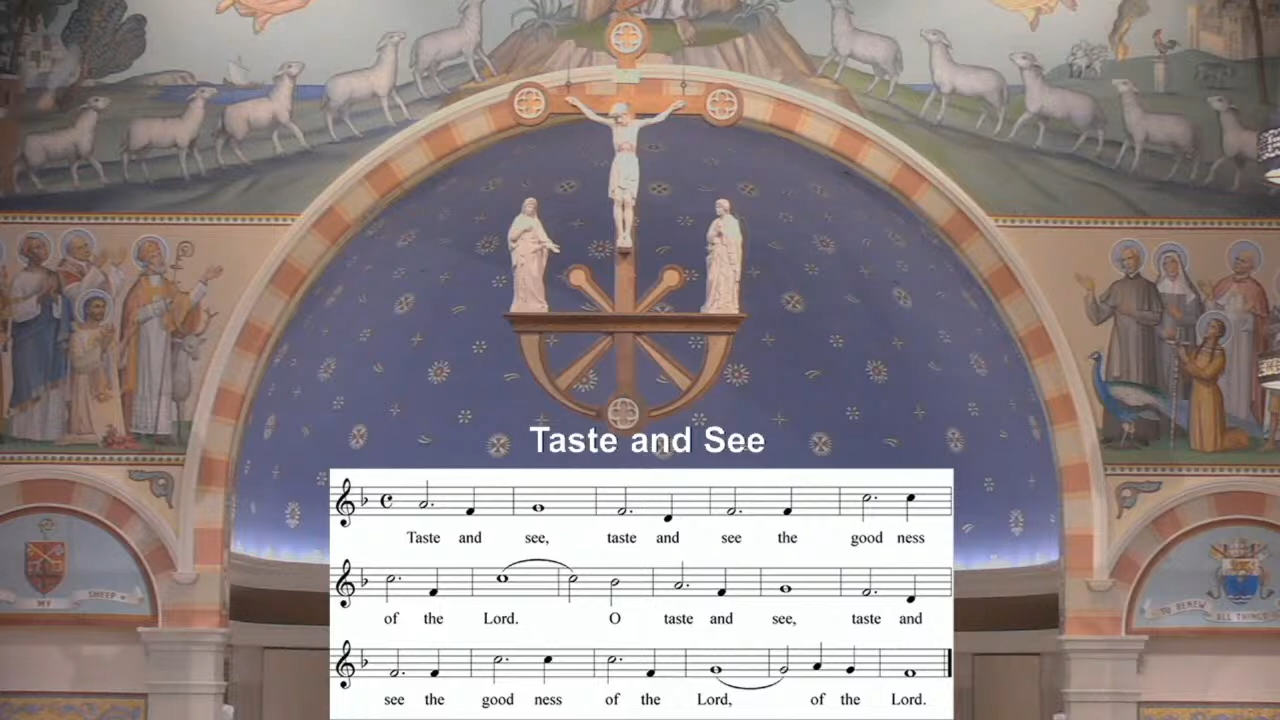 Taste and See
Taste and see, taste and see the good ness
of the Lord. O taste and see, taste and
see the good ness of the Lord, of the Lord.
MY SHEEP
TO RENEW ALL THINGS